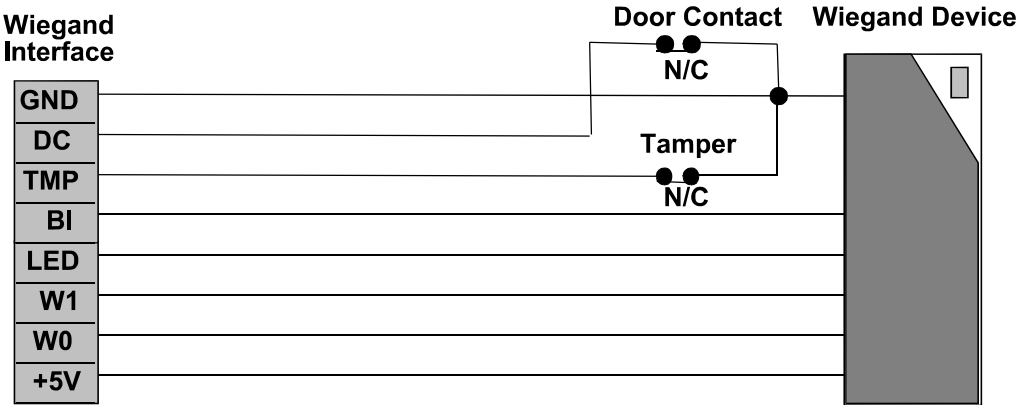 Door Contact
Wiegand Device
Wiegand
Interface
N/C
GND
DC
Tamper
TMP
N/C
BI
LED
W1
W0
+5V